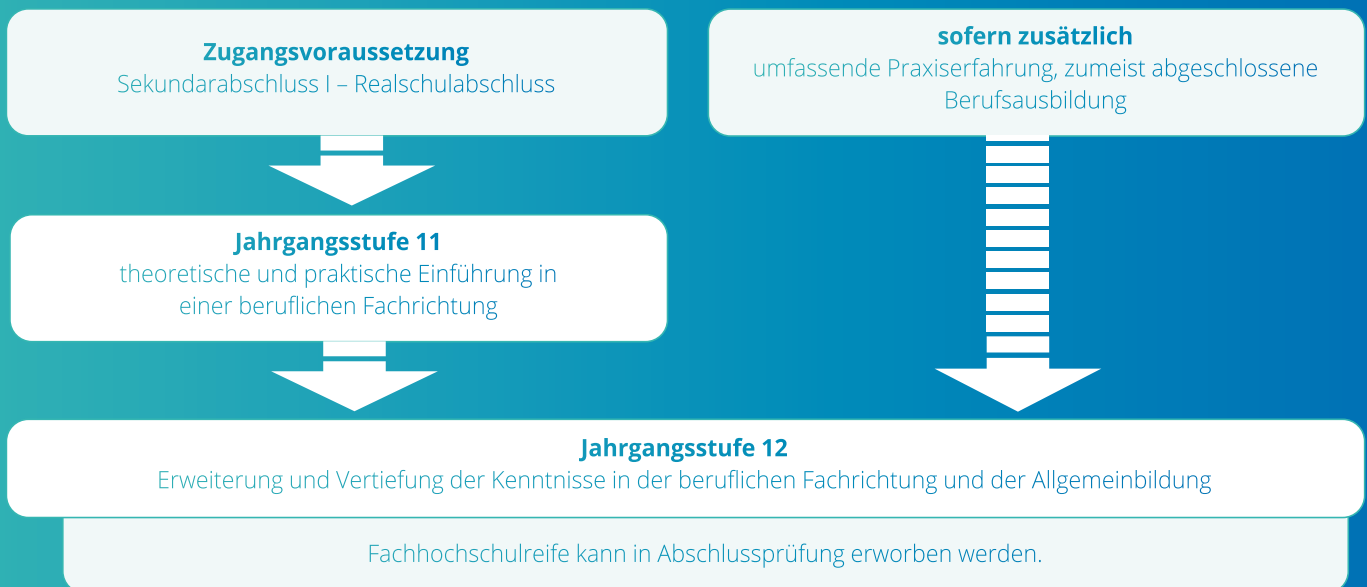 Zugangsvoraussetzung
Sekundarabschluss I – Realschulabschluss
sofern zusätzlich
umfassende Praxiserfahrung, zumeist abgeschlossene
Berufsausbildung
Jahrgangsstufe 11
theoretische und praktische Einführung in
einer beruflichen Fachrichtung
Jahrgangsstufe 12
Erweiterung und Vertiefung der Kenntnisse in der beruflichen Fachrichtung und der Allgemeinbildung
Fachhochschulreife kann in Abschlussprüfung erworben werden.